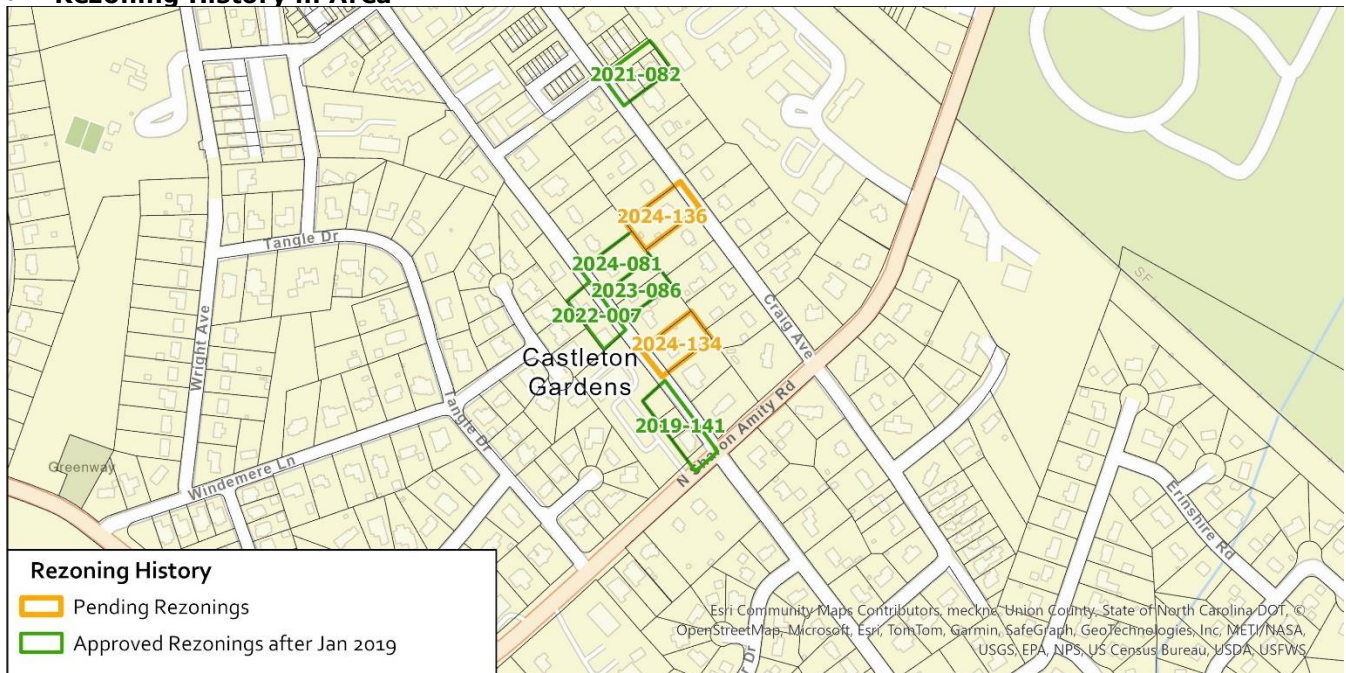 Rezoning History in Area
2021-082
2024-136
Tangle Dr
2024-081
2023-086
SF
2022-007
Craig Ave
Wright Ave
2024-134
Castleton
Gardens
Tangle Dr
2019-141
N Sharon Amity Rd
Greenway
Windemere Ln
Erinshire Rd
Rezoning History
Pending Rezonings
Approved Rezonings after Jan 2019
r Dr
Esri Community Maps Contributors, mecknc, Union County, State of North Carolina DOT, ©
OpenStreetMap, Microsoft, Esri, TomTom, Garmin, SafeGraph, GeoTechnologies, Inc, METI/NASA,
USGS, EPA, NPS, US Census Bureau, USDA, USFWS